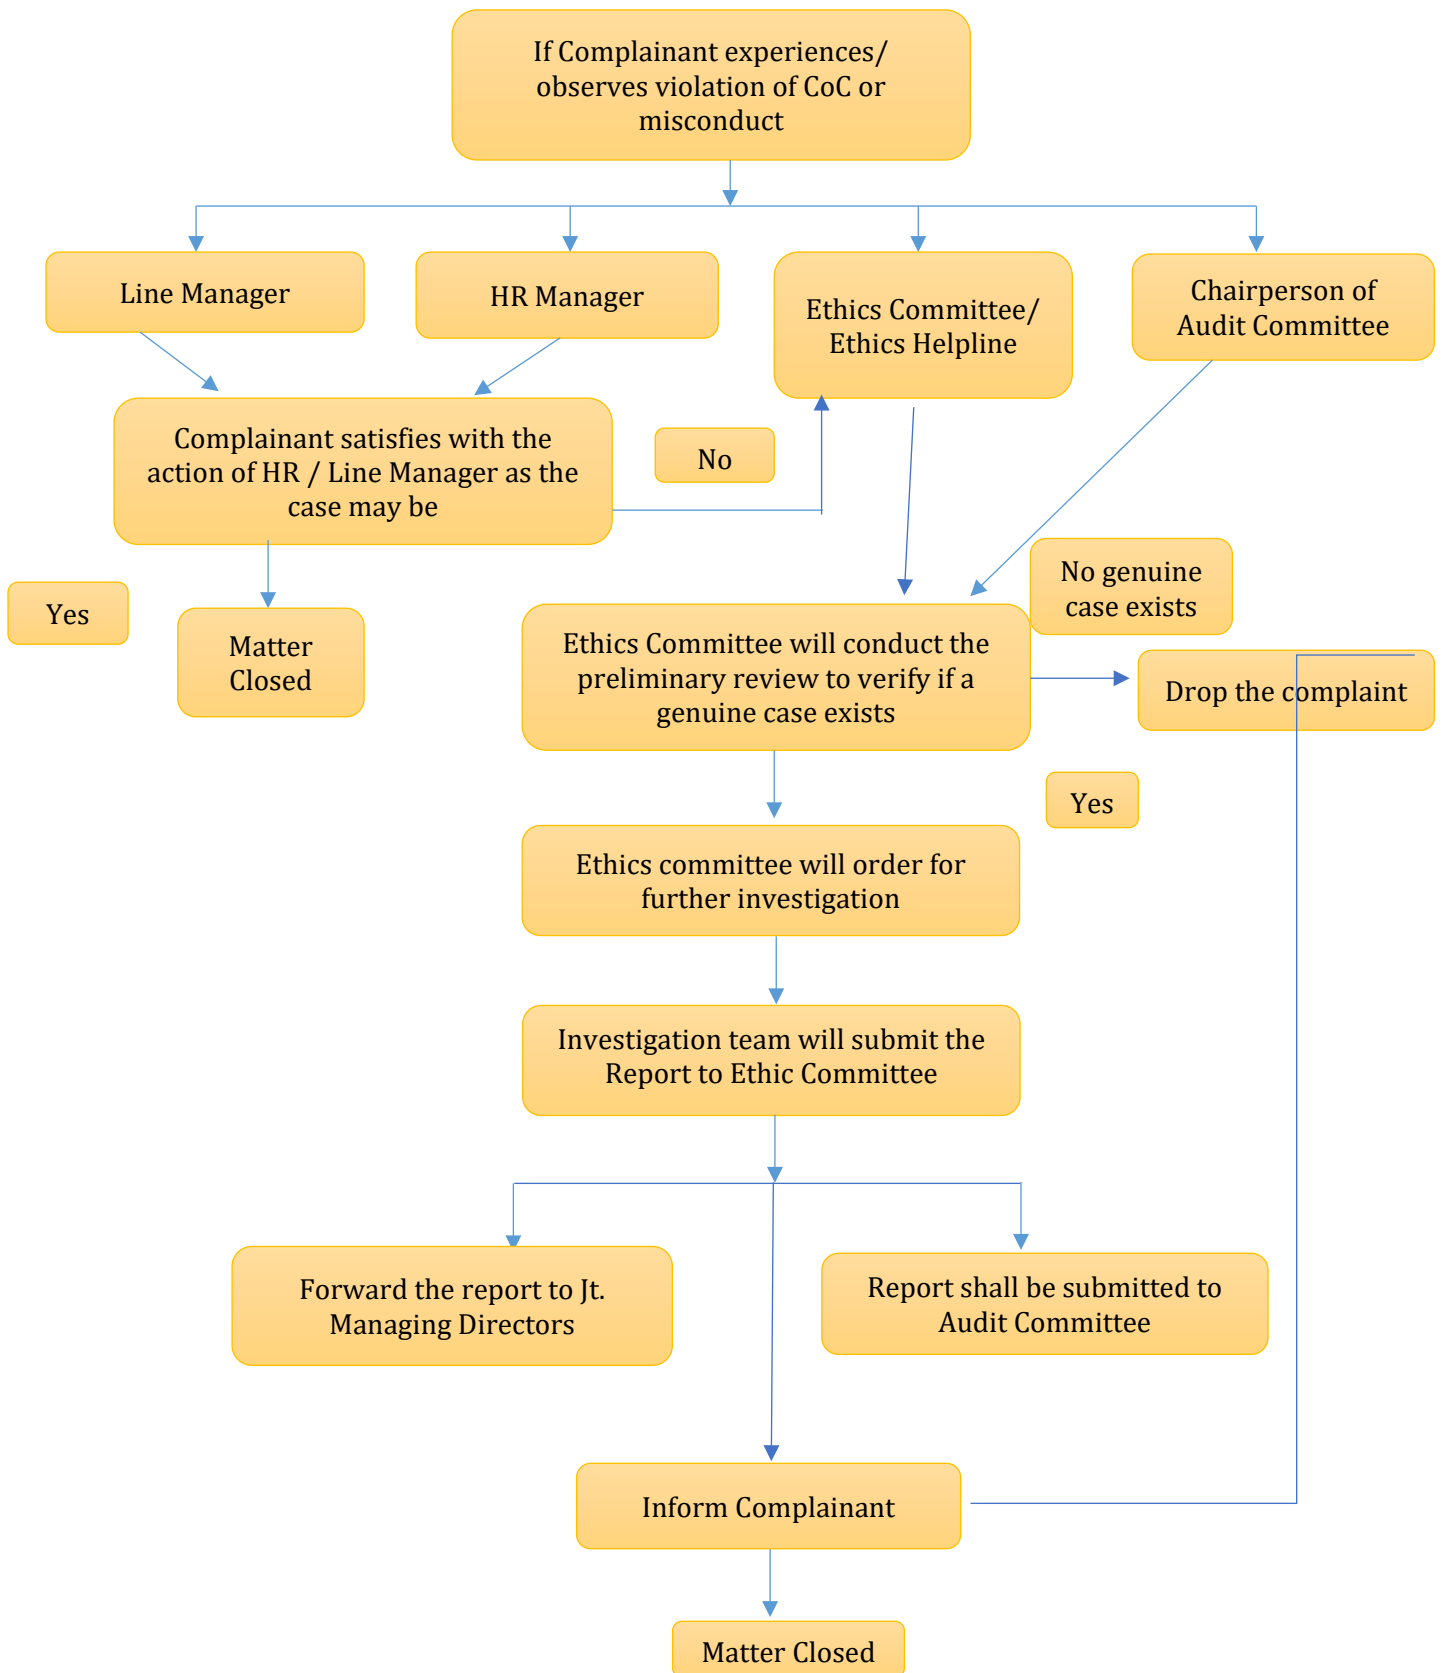 If Complainant experiences/
observes violation of CoC or
misconduct
Line Manager
HR Manager
Ethics Committee/
Ethics Helpline
Chairperson of
Audit Committee
Complainant satisfies with the
action of HR / Line Manager as the
case may be
No
Yes
Matter
Closed
No genuine
case exists
Ethics Committee will conduct the
preliminary review to verify if a
genuine case exists
Drop the complaint
Yes
Ethics committee will order for
further investigation
Investigation team will submit the
Report to Ethic Committee
Forward the report to Jt.
Managing Directors
Report shall be submitted to
Audit Committee
Inform Complainant
Matter Closed